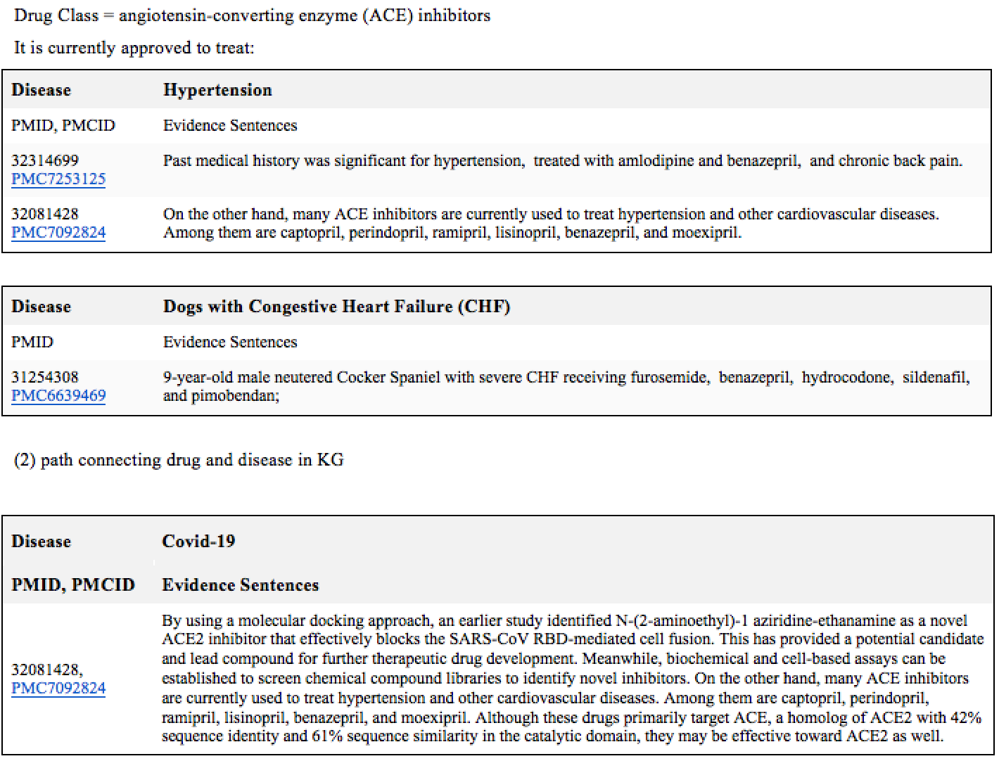 Drug Class = angiotensin-converting enzyme (ACE) inhibitors
It is currently approved to treat:
Disease Hypertension
PMID, PMCID Evidence Sentences
32314699 Past medical history was significant for hypertension, treated with amlodipine and benazepril, and chronic back pain.
PMC7253125
32081428 On the other hand, many ACE inhibitors are currently used to treat hypertension and other cardiovascular diseases.
PMC7092824 Among them are captopril, perindopril, ramipril, lisinopril, benazepril, and moexipril.
Disease Dogs with Congestive Heart Failure (CHF)
PMID Evidence Sentences
31254308 9-year-old male neutered Cocker Spaniel with severe CHF receiving furosemide, benazepril, hydrocodone, sildenafil,
PMC6639469 and pimobendan;
(2) path connecting drug and disease in KG
Disease Covid-19
PMID, PMCID Evidence Sentences
By using a molecular docking approach, an earlier study identified N-(2-aminoethyl)-1 aziridine-ethanamine as a novel
ACE2 inhibitor that effectively blocks the SARS-CoV RBD-mediated cell fusion. This has provided a potential candidate
and lead compound for further therapeutic drug development. Meanwhile, biochemical and cell-based assays can be
32081428, established to screen chemical compound libraries to identify novel inhibitors. On the other hand, many ACE inhibitors
PMC7092824 are currently used to treat hypertension and other cardiovascular diseases. Among them are captopril, perindopril,
ramipril, lisinopril, benazepril, and moexipril. Although these drugs primarily target ACE, a homolog of ACE2 with 42%
sequence identity and 61% sequence similarity in the catalytic domain, they may be effective toward ACE2 as well.